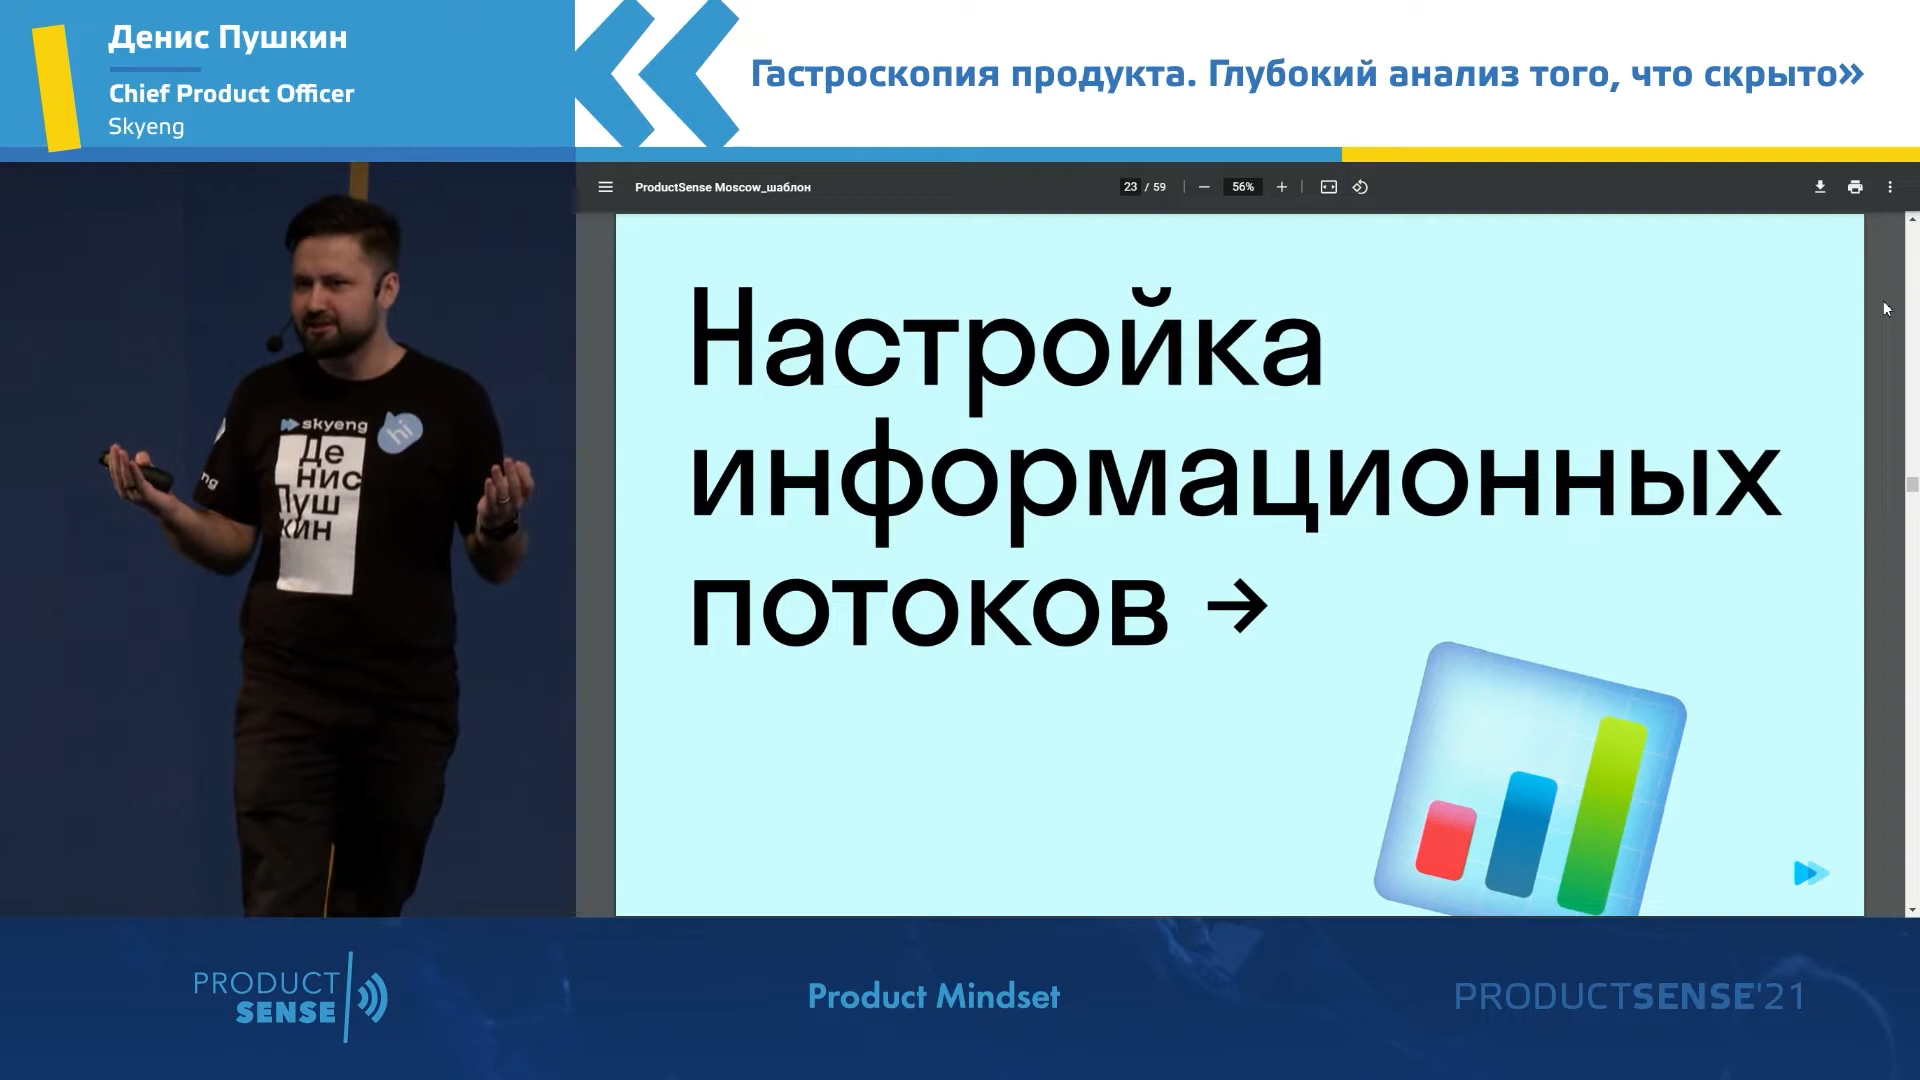 Денис Пушкин
Chief Product Officer
Skyeng
Гастроскопия продукта. Глубокий анализ того, что скрыто»
ProductSense Moscow_шаблон
23 / 59
56%
Настройка
информационных
потоков →
skyeng
hi
Де
нис
Пуш
кин
ng
PRODUCT
SENSE
Product Mindset
PRODUCTSENSE'21